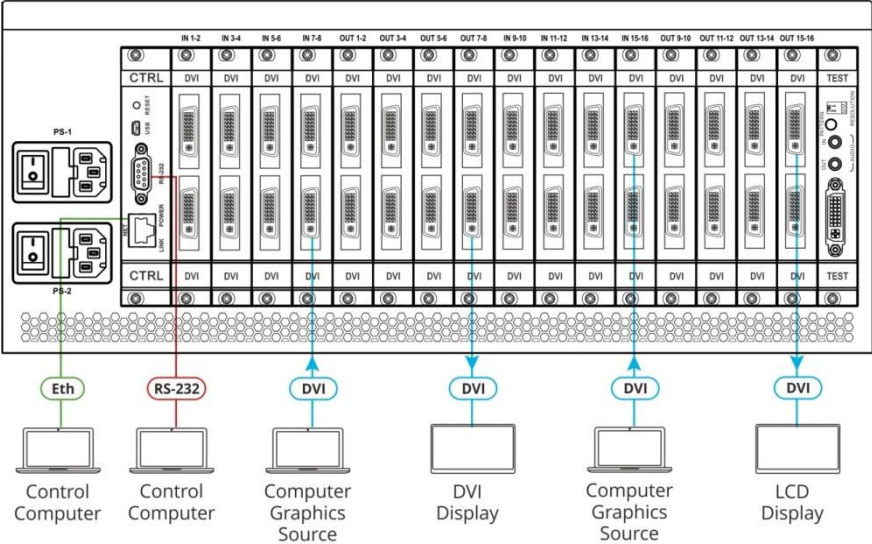 IN 1-2 IN 3-4 IN 5-6 IN 7-8 OUT 1-2 OUT 3-4 OUT 5-6 OUT 7-8 IN 9-10 IN 11-12 IN 13-14 IN 15-16 OUT 9-10 OUT 11-12 OUT 13-14 OUT 15-16
CTRL DVI DVI DVI DVI DVI DVI DVI DVI DVI DVI DVI DVI DVI DVI DVI DVI TEST
RESET
USB
RS-232
NET
POWER
LINK
PS-1
PS-2
RESOLUTION
PATTERN
IN
OUT
AUDIO
CTRL DVI DVI DVI DVI DVI DVI DVI DVI DVI DVI DVI DVI DVI DVI DVI DVI TEST
Eth RS-232 DVI DVI DVI DVI
Control Control Computer DVI Computer LCD
Computer Computer Graphics Display Graphics Display
Source Source